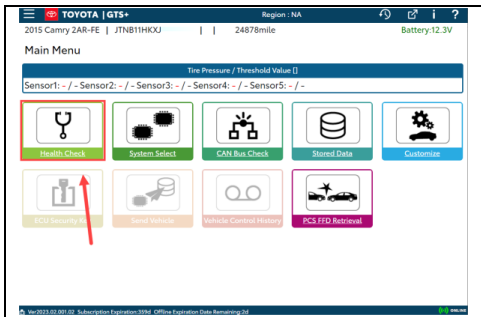 TOYOTA | GTS+ Region : NA i ?
2015 Camry 2AR-FE | JTNB11HKXJ | | 24878mile Battery:12.3V
Main Menu
Tire Pressure / Threshold Value []
Sensor1: - / - Sensor2: - / - Sensor3: - / - Sensor4: - / - Sensor5: - / -
Health Check System Select CAN Bus Check Stored Data Customize
ECU Security Key Send Vehicle Vehicle Control History PCS FFD Retrieval
Ver2023.02.001.02 Subscription Expiration:359d Offline Expiration Date Remaining:2d ONLINE